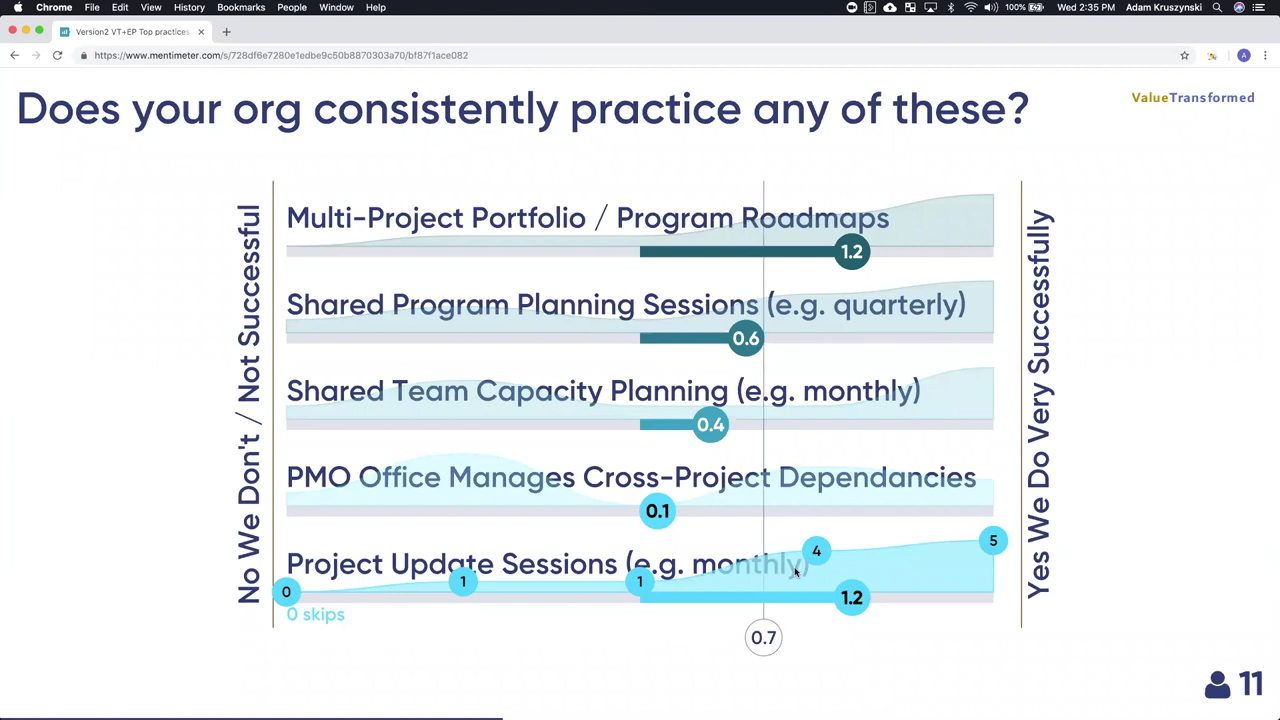 Chrome File Edit View History Bookmarks People Window Help 100% Wed 2:35 PM Adam Kruszynski
Version2 VT+EP Top practices
https://www.mentimeter.com/s/728df6e7280e1edbe9c50b8870303a70/bf87f1ace082
A
Does your org consistently practice any of these?
ValueTransformed
No We Don't / Not Successful
Multi-Project Portfolio / Program Roadmaps
1.2
Shared Program Planning Sessions (e.g. quarterly)
0.6
Shared Team Capacity Planning (e.g. monthly)
0.4
PMO Office Manages Cross-Project Dependancies
0.1
Project Update Sessions (e.g. monthly)
0 1 1 4 5
1.2
0 skips
0.7
Yes We Do Very Successfully
11